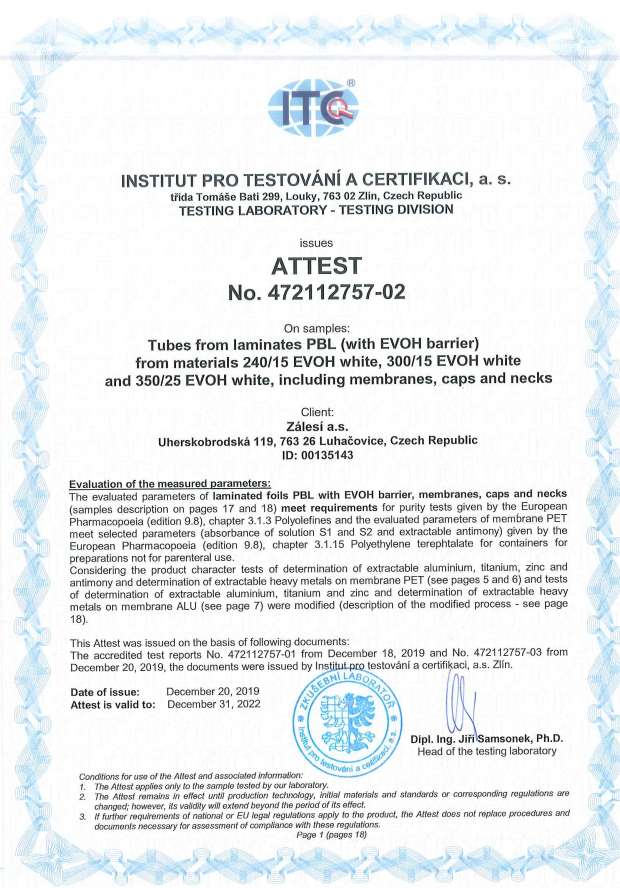 ITC ®
INSTITUT PRO TESTOVÁNÍ A CERTIFIKACI, a. s.
třída Tomáše Bati 299, Louky, 763 02 Zlín, Czech Republic
TESTING LABORATORY - TESTING DIVISION
issues
ATTEST
No. 472112757-02
On samples:
Tubes from laminates PBL (with EVOH barrier)
from materials 240/15 EVOH white, 300/15 EVOH white
and 350/25 EVOH white, including membranes, caps and necks
Client:
Zálesí a.s.
Uherskobrodská 119, 763 26 Luhačovice, Czech Republic
ID: 00135143
Evaluation of the measured parameters:
The evaluated parameters of laminated foils PBL with EVOH barrier, membranes, caps and necks
(samples description on pages 17 and 18) meet requirements for purity tests given by the European
Pharmacopoeia (edition 9.8), chapter 3.1.3 Polyolefines and the evaluated parameters of membrane PET
meet selected parameters (absorbance of solution S1 and S2 and extractable antimony) given by the
European Pharmacopoeia (edition 9.8), chapter 3.1.15 Polyethylene terephtalate for containers for
preparations not for parenteral use.
Considering the product character tests of determination of extractable aluminium, titanium, zinc and
antimony and determination of extractable heavy metals on membrane PET (see pages 5 and 6) and tests
of determination of extractable aluminium, titanium and zinc and determination of extractable heavy
metals on membrane ALU (see page 7) were modified (description of the modified process - see page
18).
This Attest was issued on the basis of following documents:
The accredited test reports No. 472112757-01 from December 18, 2019 and No. 472112757-03 from
December 20, 2019, the documents were issued by Institut pro testování a certifikaci, a.s. Zlín.
Date of issue: December 20, 2019
Attest is valid to: December 31, 2022
ZKUŠEBNÍ LABORATOŘ
Institut pro testování a certifikaci, a.s.
Dipl. Ing. Jiří Samsonek, Ph.D.
Head of the testing laboratory
Conditions for use of the Attest and associated information:
1. The Attest applies only to the sample tested by our laboratory.
2. The Attest remains in effect until production technology, initial materials and standards or corresponding regulations are
changed; however, its validity will extend beyond the period of its effect.
3. If further requirements of national or EU legal regulations apply to the product, the Attest does not replace procedures and
documents necessary for assessment of compliance with these regulations.
Page 1 (pages 18)